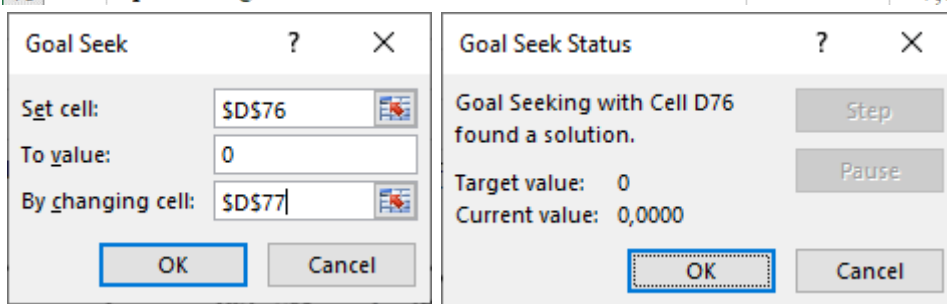 Goal Seek ?
Set cell: $D$76
To value: 0
By changing cell: $D$77
OK Cancel
Goal Seek Status ?
Goal Seeking with Cell D76
found a solution.
Target value: 0
Current value: 0,0000
Step
Pause
OK Cancel